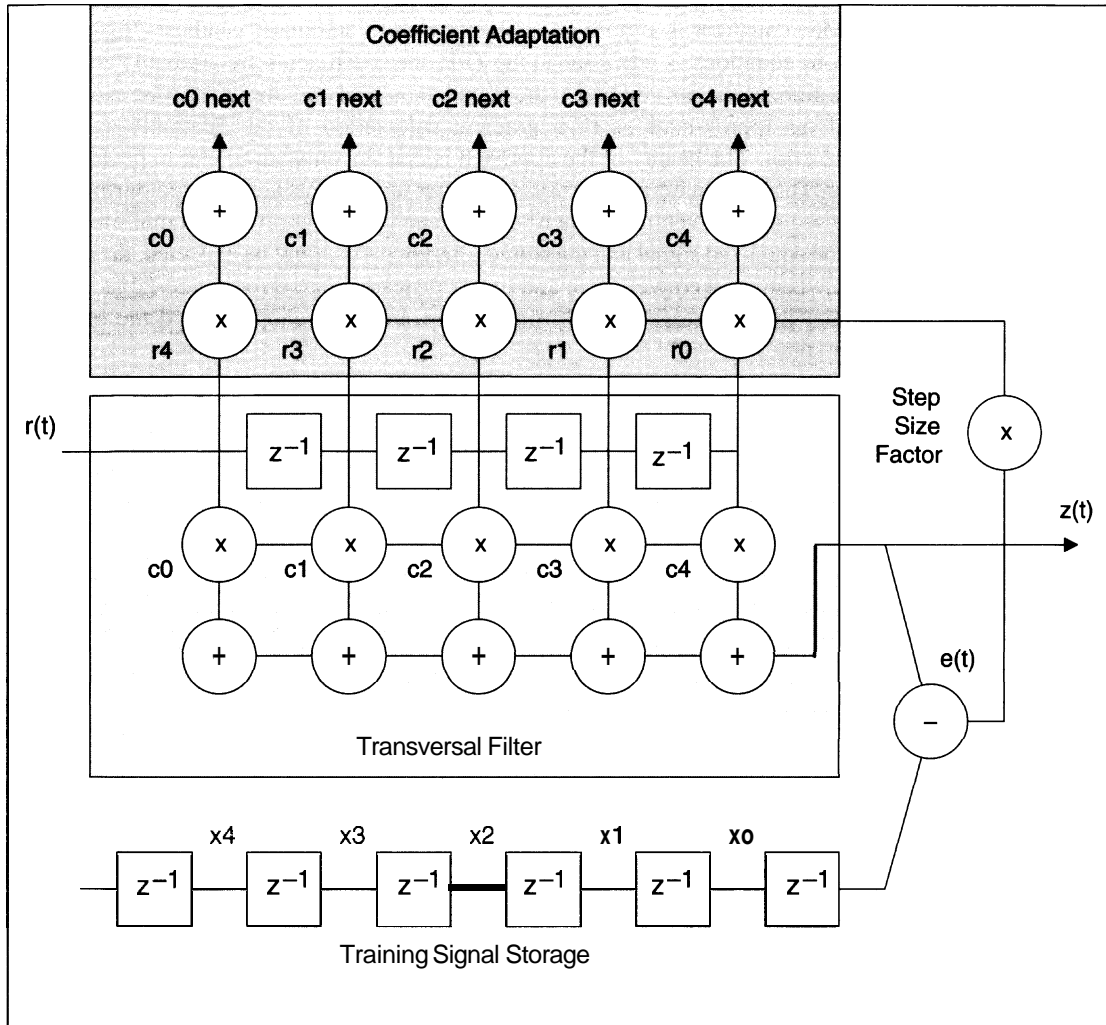 Coefficient Adaptation
c0 next c1 next c2 next c3 next c4 next
+ + + + +
c0 c1 c2 c3 c4
x x x x x
r4 r3 r2 r1 r0
r(t)
z⁻¹ z⁻¹ z⁻¹ z⁻¹
Step
Size
Factor
x
z(t)
x x x x x
c0 c1 c2 c3 c4
+ + + + +
e(t)
−
Transversal Filter
x4 x3 x2 x1 xo
z⁻¹ z⁻¹ z⁻¹ z⁻¹ z⁻¹ z⁻¹
Training Signal Storage